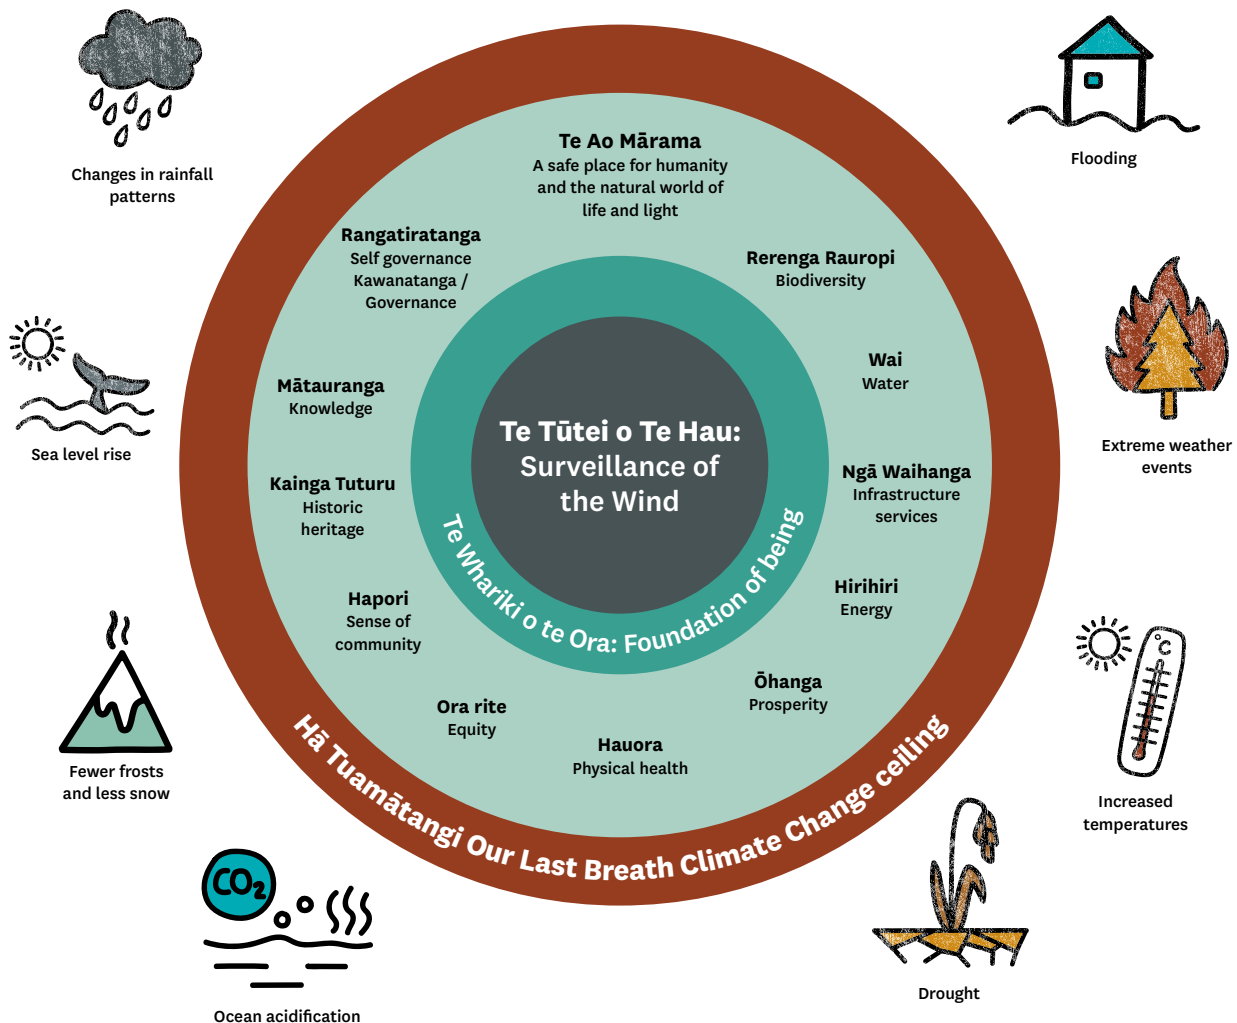 Changes in rainfall
patterns
Flooding
Te Ao Mārama
A safe place for humanity
and the natural world of
life and light
Rangatiratanga
Self governance
Kawanatanga /
Governance
Rerenga Rauropi
Biodiversity
Mātauranga
Knowledge
Wai
Water
Kainga Tuturu
Historic
heritage
Ngā Waihanga
Infrastructure
services
Hapori
Sense of
community
Hirihiri
Energy
Ora rite
Equity
Ōhanga
Prosperity
Hauora
Physical health
Te Tūtei o Te Hau:
Surveillance of
the Wind
Te Whariki o te Ora: Foundation of being
Hā Tuamātangi Our Last Breath Climate Change ceiling
Sea level rise
Extreme weather
events
Fewer frosts
and less snow
°C
Increased
temperatures
CO₂
Ocean acidification
Drought